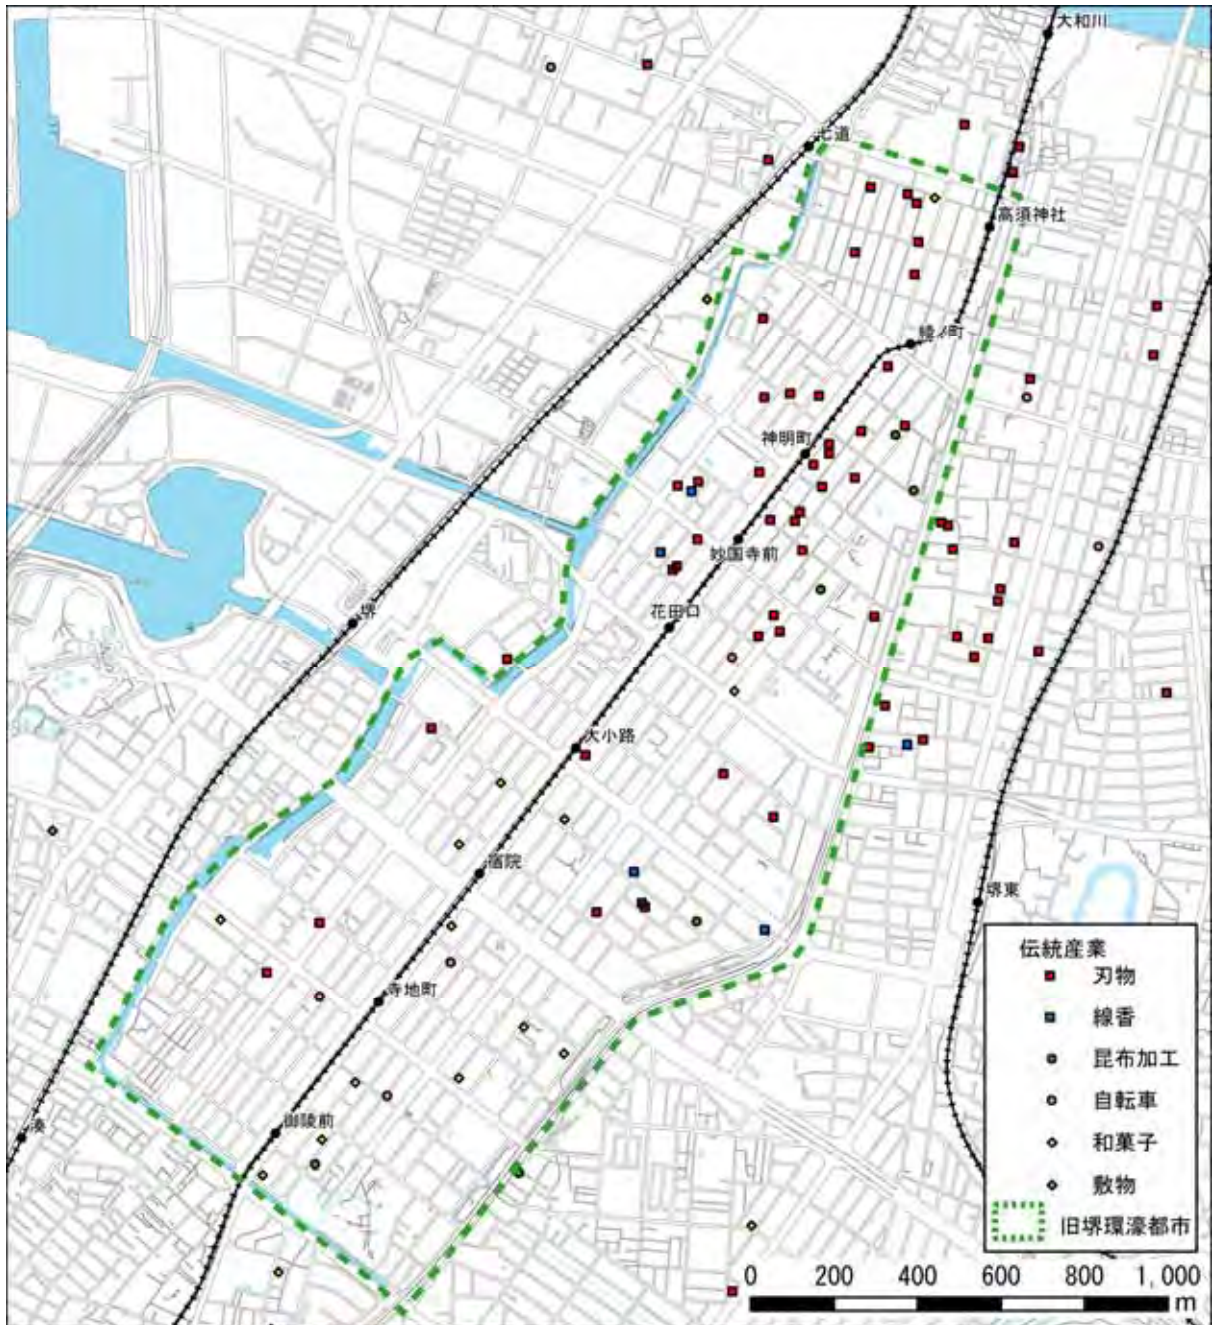 大和川
七道
高須神社
綾ノ町
神明町
妙国寺前
花田口
堺
大小路
宿院
堺東
寺地町
御陵前
湊
伝統産業
刃物
線香
昆布加工
自転車
和菓子
敷物
旧堺環濠都市
0 200 400 600 800 1,000
m